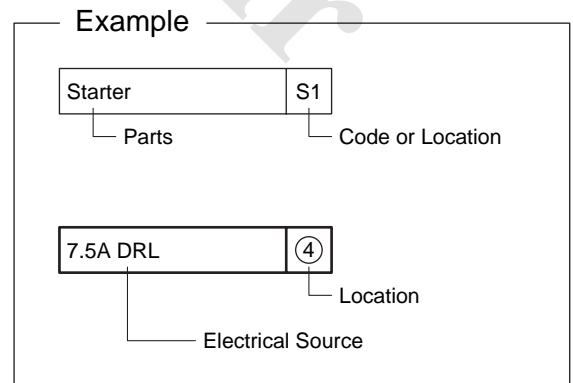 Example
Starter S1
Parts Code or Location
7.5A DRL 4
Location
Electrical Source